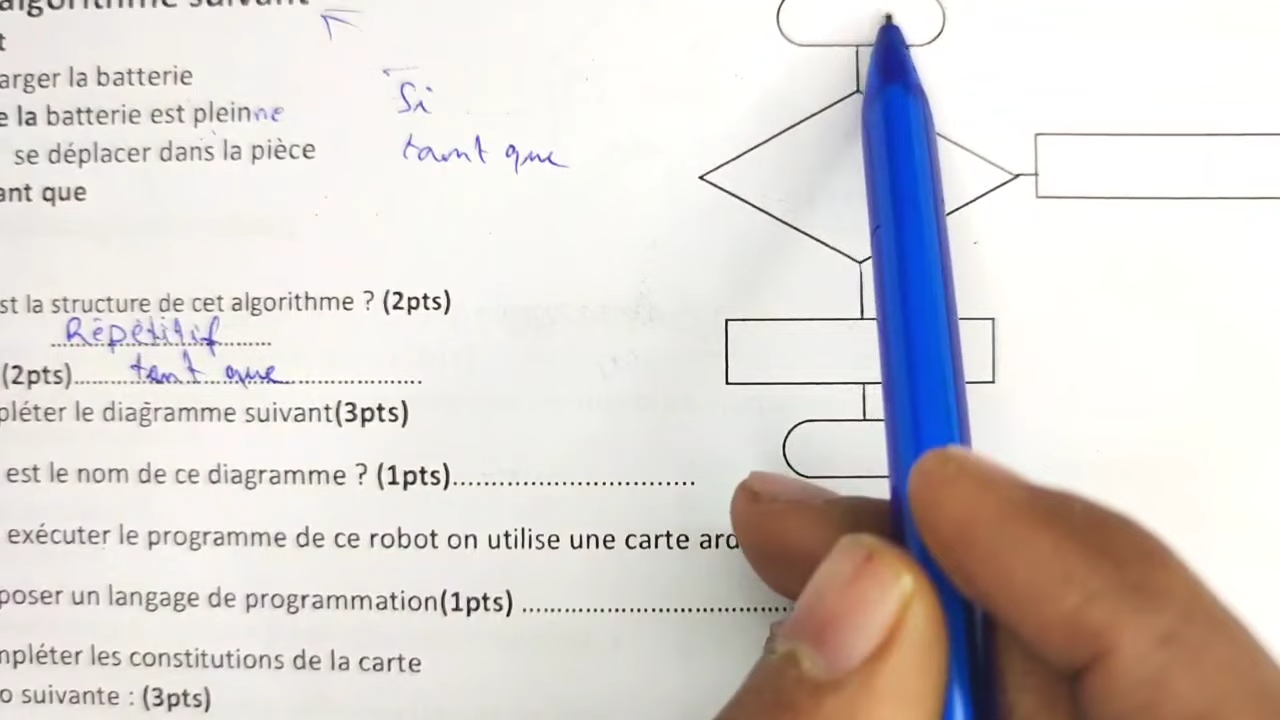 algorithme suivant
t
arger la batterie
e la batterie est pleinne
se déplacer dans la pièce
ant que
Si
tant que
st la structure de cet algorithme ? (2pts)
Répétitif
(2pts)..........tant que......................
pléter le diagramme suivant(3pts)
est le nom de ce diagramme ? (1pts)................................
exécuter le programme de ce robot on utilise une carte ard
poser un langage de programmation(1pts) .....................................
mpléter les constitutions de la carte
o suivante : (3pts)